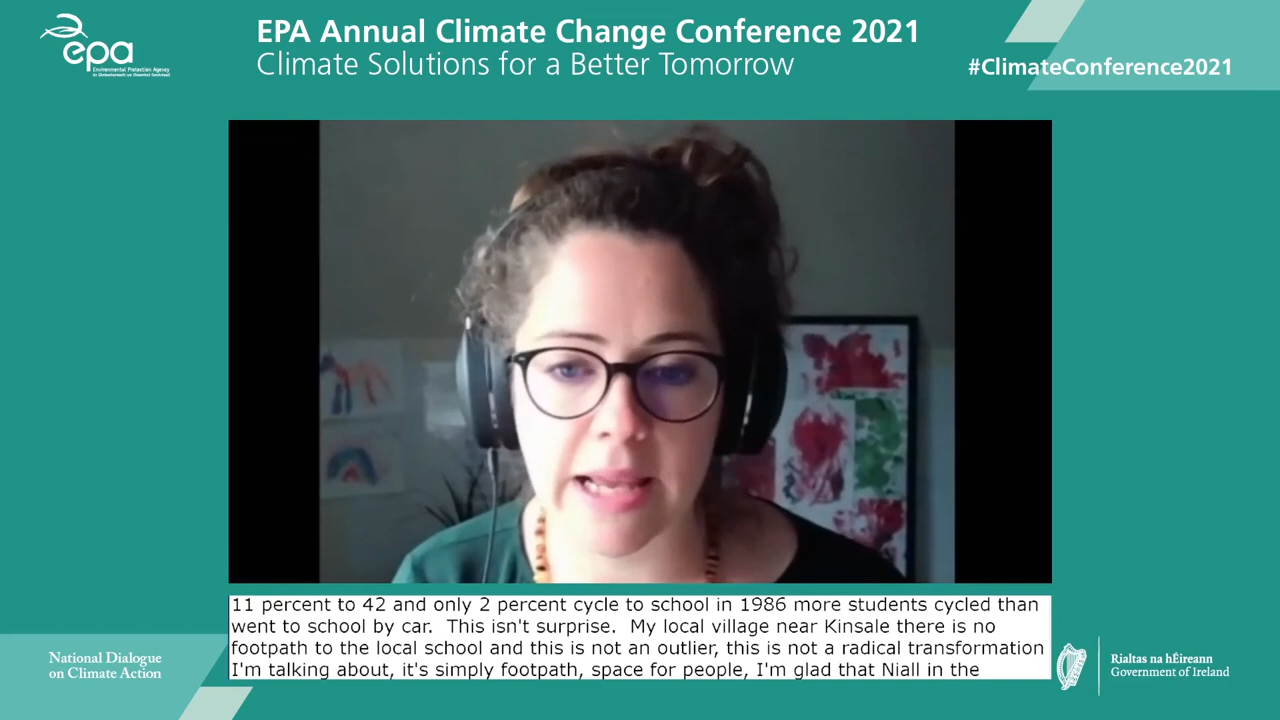 epa
Environmental Protection Agency
EPA Annual Climate Change Conference 2021
Climate Solutions for a Better Tomorrow
#ClimateConference2021
11 percent to 42 and only 2 percent cycle to school in 1986 more students cycled than
went to school by car.  This isn't surprise.  My local village near Kinsale there is no
footpath to the local school and this is not an outlier, this is not a radical transformation
I'm talking about, it's simply footpath, space for people, I'm glad that Niall in the
National Dialogue
on Climate Action
Rialtas na hÉireann
Government of Ireland